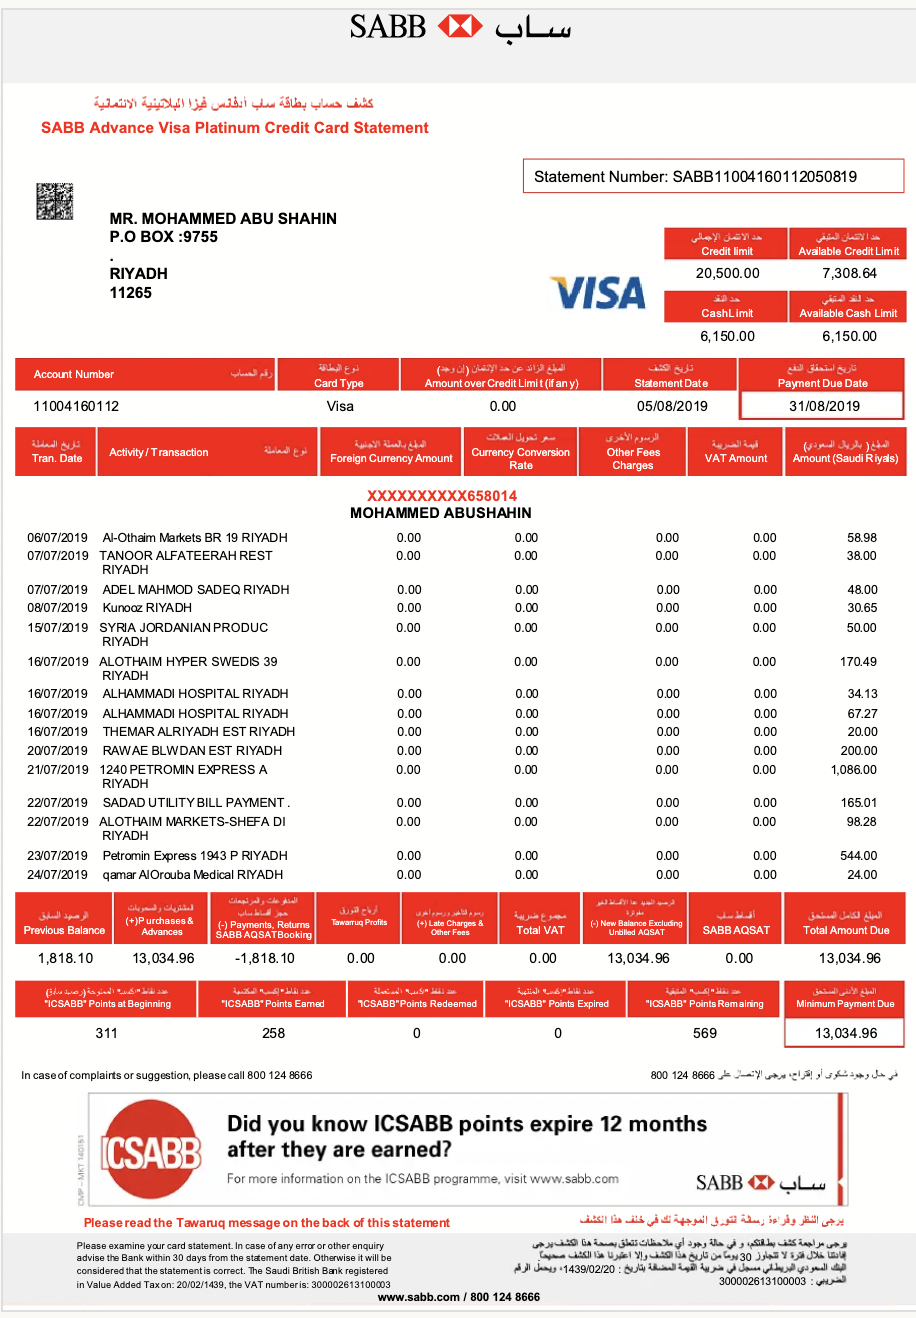 SABB ساب
كشف حساب بطاقة ساب أدفانس فيزا البلاتينية الائتمانية
SABB Advance Visa Platinum Credit Card Statement
Statement Number: SABB11004160112050819
MR. MOHAMMED ABU SHAHIN
P.O BOX :9755
.
RIYADH
11265
VISA
حد الائتمان الإجمالي حد الائتمان المتبقي
Credit limit Available Credit Limit
20,500.00 7,308.64
حد النقد حد النقد المتبقي
Cash Limit Available Cash Limit
6,150.00 6,150.00
Account Number رقم الحساب نوع البطاقة المبلغ الزائد عن حد الإئتمان (إن وجد) تاريخ الكشف تاريخ استحقاق الدفع
Card Type Amount over Credit Limit (if any) Statement Date Payment Due Date
11004160112 Visa 0.00 05/08/2019 31/08/2019
تاريخ المعاملة نوع المعاملة المبلغ بالعملة الاجنبية سعر تحويل العملات الرسوم الأخرى قيمة الضريبة المبلغ (بالريال السعودي)
Tran. Date Activity / Transaction Foreign Currency Amount Currency Conversion Rate Other Fees Charges VAT Amount Amount (Saudi Riyals)
XXXXXXXXXX658014
MOHAMMED ABUSHAHIN
06/07/2019 Al-Othaim Markets BR 19 RIYADH 0.00 0.00 0.00 0.00 58.98
07/07/2019 TANOOR ALFATEERAH REST 0.00 0.00 0.00 0.00 38.00
RIYADH
07/07/2019 ADEL MAHMOD SADEQ RIYADH 0.00 0.00 0.00 0.00 48.00
08/07/2019 Kunooz RIYADH 0.00 0.00 0.00 0.00 30.65
15/07/2019 SYRIA JORDANIAN PRODUC 0.00 0.00 0.00 0.00 50.00
RIYADH
16/07/2019 ALOTHAIM HYPER SWEDIS 39 0.00 0.00 0.00 0.00 170.49
RIYADH
16/07/2019 ALHAMMADI HOSPITAL RIYADH 0.00 0.00 0.00 0.00 34.13
16/07/2019 ALHAMMADI HOSPITAL RIYADH 0.00 0.00 0.00 0.00 67.27
16/07/2019 THEMAR ALRIYADH EST RIYADH 0.00 0.00 0.00 0.00 20.00
20/07/2019 RAWAE BLWDAN EST RIYADH 0.00 0.00 0.00 0.00 200.00
21/07/2019 1240 PETROMIN EXPRESS A 0.00 0.00 0.00 0.00 1,086.00
RIYADH
22/07/2019 SADAD UTILITY BILL PAYMENT . 0.00 0.00 0.00 0.00 165.01
22/07/2019 ALOTHAIM MARKETS-SHEFA DI 0.00 0.00 0.00 0.00 98.28
RIYADH
23/07/2019 Petromin Express 1943 P RIYADH 0.00 0.00 0.00 0.00 544.00
24/07/2019 qamar AlOrouba Medical RIYADH 0.00 0.00 0.00 0.00 24.00
الرصيد السابق المشتريات والسحوبات المدفوعات والمرتجعات حجز أقساط ساب أرباح التورق رسوم التأخير ورسوم أخرى مجموع ضريبة الرصيد الجديد عدا الأقساط الغير مفوترة أقساط ساب المبلغ الكامل المستحق
Previous Balance (+)Purchases & Advances (-) Payments, Returns SABB AQSAT Booking Tawarruq Profits (+) Late Charges & Other Fees Total VAT (-) New Balance Excluding Untilled AQSAT SABB AQSAT Total Amount Due
1,818.10 13,034.96 -1,818.10 0.00 0.00 0.00 13,034.96 0.00 13,034.96
عدد نقاط "إكسب" الممنوحة (رصيد سابق) عدد نقاط "إكسب" المكتسبة عدد نقاط "إكسب" المستعملة عدد نقاط "إكسب" المنتهية عدد نقاط "إكسب" المتبقية المبلغ الأدنى المستحق
"ICSABB" Points at Beginning "ICSABB" Points Earned "ICSABB" Points Redeemed "ICSABB" Points Expired "ICSABB" Points Remaining Minimum Payment Due
311 258 0 0 569 13,034.96
In case of complaints or suggestion, please call 800 124 8666 في حال وجود شكوى أو إقتراح، يرجى الإتصال على 800 124 8666
CMP – MKT 140151
ICSABB
Did you know ICSABB points expire 12 months
after they are earned?
For more information on the ICSABB programme, visit www.sabb.com
SABB ساب
Please read the Tawaruq message on the back of this statement يرجى النظر وقراءة رسالة التورق الموجهة لك في خلف هذا الكشف
Please examine your card statement. In case of any error or other enquiry
advise the Bank within 30 days from the statement date. Otherwise it will be
considered that the statement is correct. The Saudi British Bank registered
in Value Added Tax on: 20/02/1439, the VAT number is: 300002613100003
يرجى مراجعة كشف بطاقتكم، و في حالة وجود أي ملاحظات تتعلق بصحة هذا الكشف يرجى
إفادتنا خلال فترة لا تتجاوز 30 يوماً من تاريخ هذا الكشف وإلا اعتبرنا هذا الكشف صحيحاً
البنك السعودي البريطاني مسجل في ضريبة القيمة المضافة بتاريخ : 1439/02/20، ويحمل الرقم
الضريبي : 300002613100003
www.sabb.com / 800 124 8666